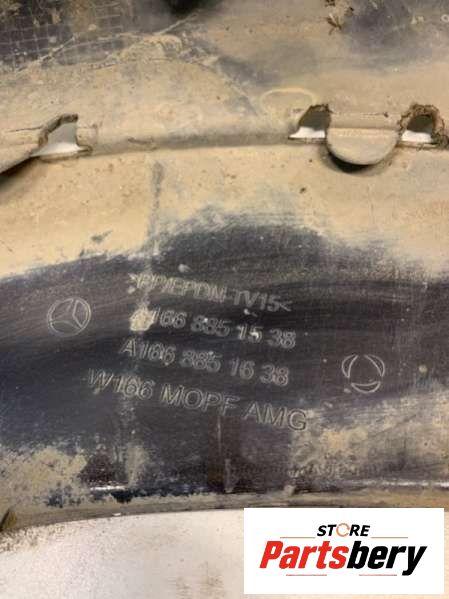 >PP/EPDM-TV15<
A166 885 15 38
A166 885 16 38
W166 MOPF AMG
STORE
Partsbery